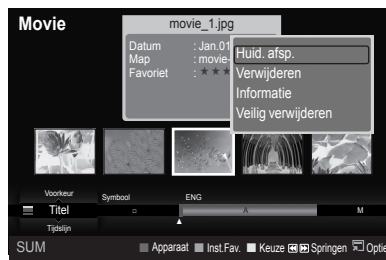 Movie
movie_1.jpg
Datum : Jan.01
Map : movie-
Favoriet : ★ ★ ★
Huid. afsp.
Verwijderen
Informatie
Veilig verwijderen
Voorkeur Symbool ENG
Titel □ A M
Tijdslijn
SUM Apparaat Inst.Fav. Keuze Springen Optie